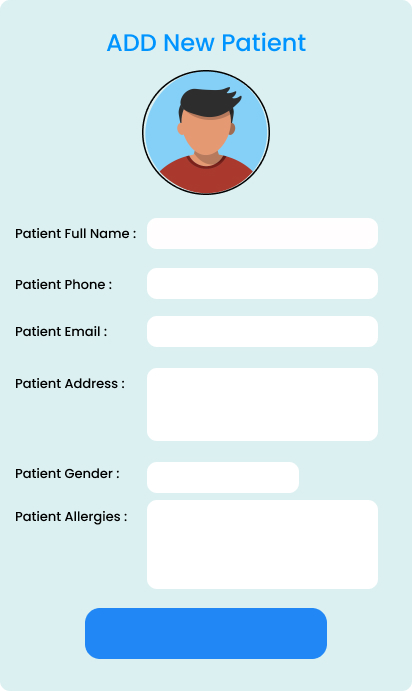 ADD New Patient
Patient Full Name :
Patient Phone :
Patient Email :
Patient Address :
Patient Gender :
Patient Allergies :